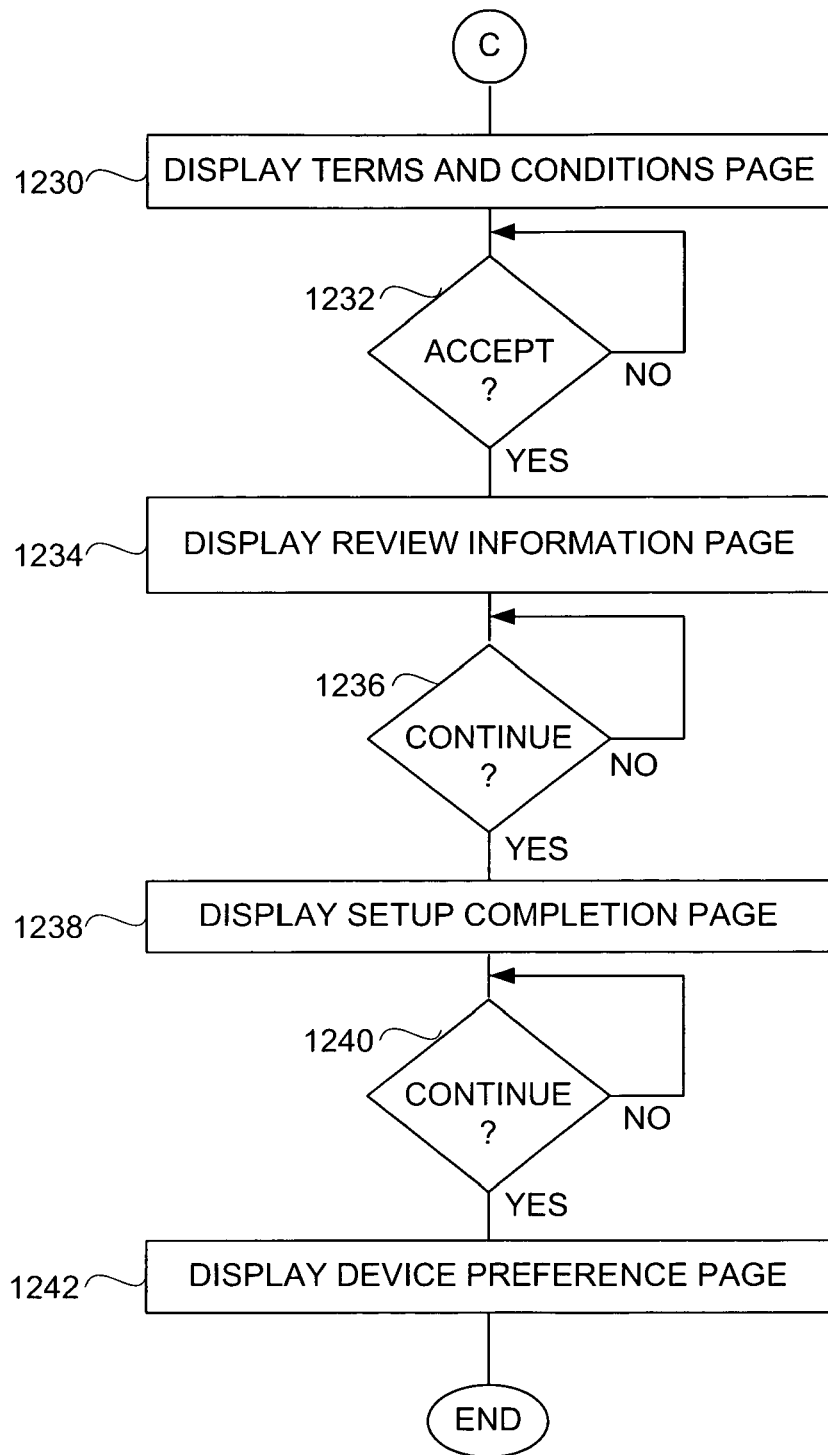 C
1230
DISPLAY TERMS AND CONDITIONS PAGE
1232
ACCEPT
?
NO
YES
1234
DISPLAY REVIEW INFORMATION PAGE
1236
CONTINUE
?
NO
YES
1238
DISPLAY SETUP COMPLETION PAGE
1240
CONTINUE
?
NO
YES
1242
DISPLAY DEVICE PREFERENCE PAGE
END